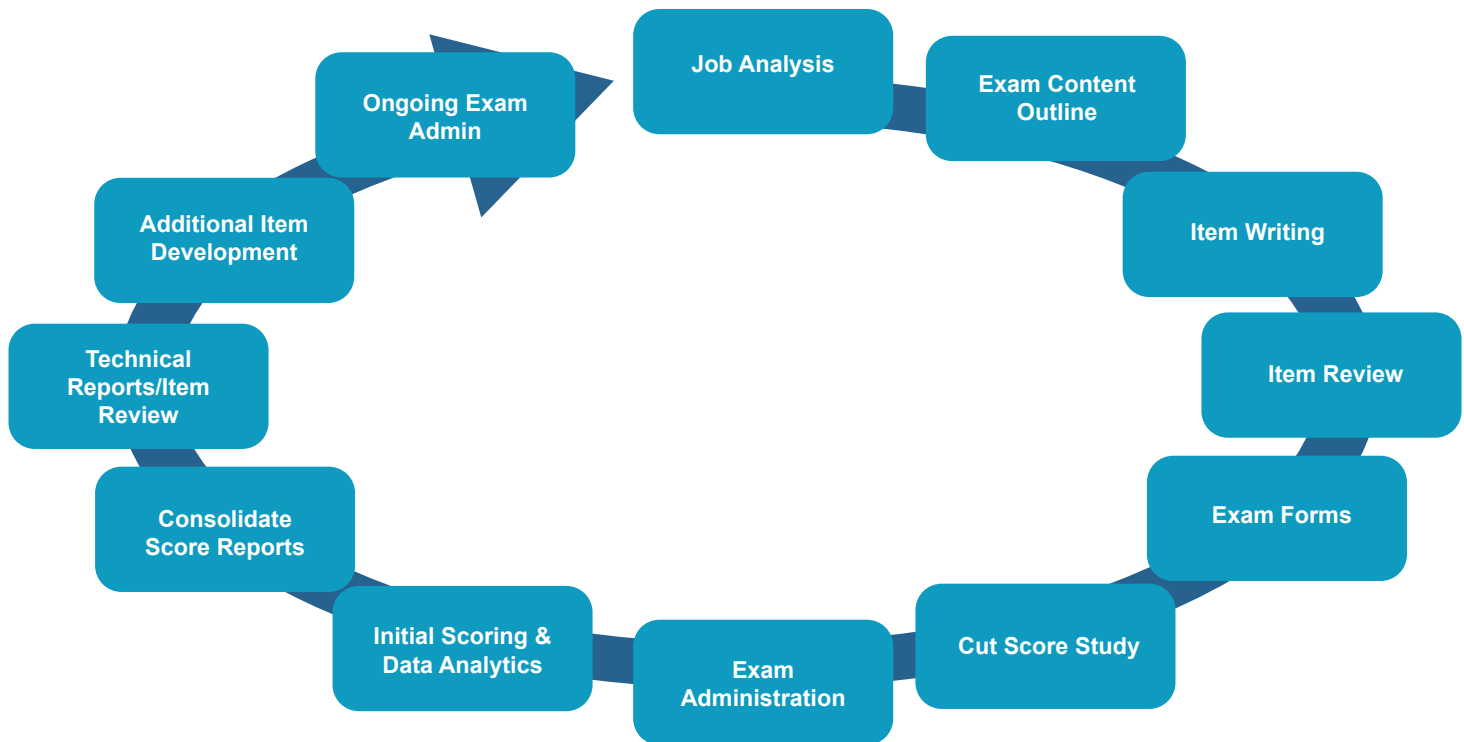 Job Analysis
Exam Content
Outline
Item Writing
Item Review
Exam Forms
Cut Score Study
Exam
Administration
Initial Scoring &
Data Analytics
Consolidate
Score Reports
Technical
Reports/Item
Review
Additional Item
Development
Ongoing Exam
Admin